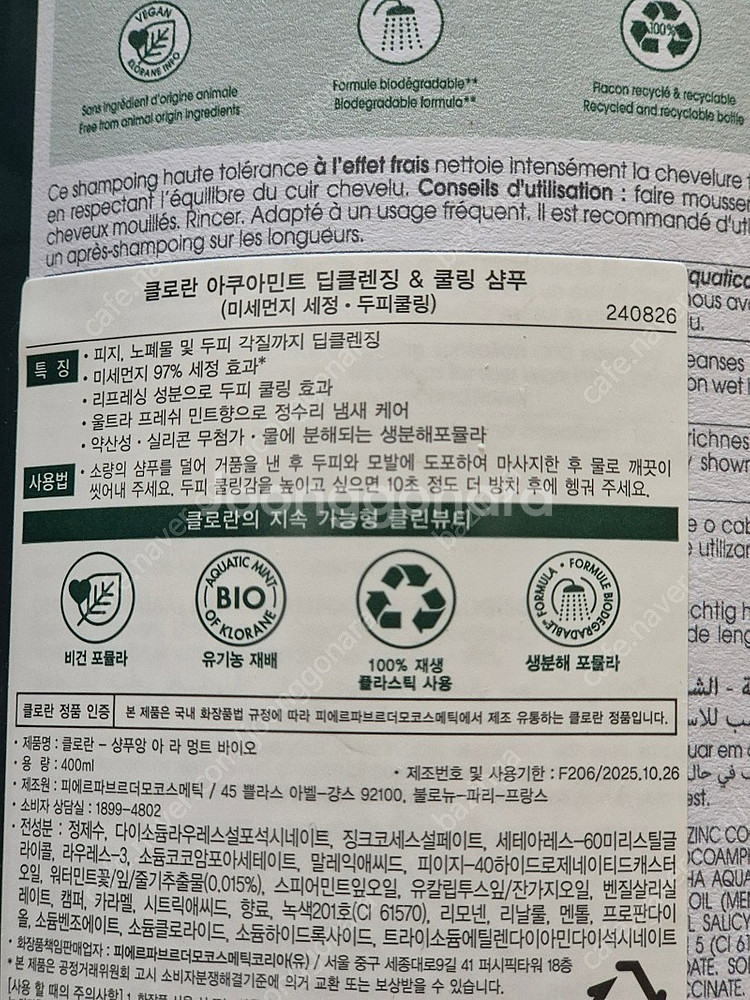 VEGAN
KLORANE INFO
100%
Sans ingrédient d'origine animale
Free from animal origin ingredients
Formule biodégradable**
Biodegradable formula**
Flacon recyclé & recyclable
Recycled and recyclable bottle
Ce shampoing haute tolérance à l'effet frais nettoie intensément la chevelure
en respectant l'équilibre du cuir chevelu. Conseils d'utilisation : faire mousser
cheveux mouillés. Rincer. Adapté à un usage fréquent. Il est recommandé d'uti
un après-shampoing sur les longueurs.
클로란 아쿠아민트 딥클렌징 & 쿨링 샴푸
(미세먼지 세정 · 두피쿨링)
240826
특 징
· 피지, 노폐물 및 두피 각질까지 딥클렌징
· 미세먼지 97% 세정 효과*
· 리프레싱 성분으로 두피 쿨링 효과
· 울트라 프레쉬 민트향으로 정수리 냄새 케어
· 약산성 · 실리콘 무첨가 · 물에 분해되는 생분해포뮬랴
사용법
· 소량의 샴푸를 덜어 거품을 낸 후 두피와 모발에 도포하여 마사지한 후 물로 깨끗이
씻어내 주세요. 두피 쿨링감을 높이고 싶으면 10초 정도 더 방치 후에 헹궈 주세요.
클로란의 지속 가능형 클린뷰티
AQUATIC MINT
BIO
OF KLORANE
FORMULA · FORMULE BIODEGRADABLE
비건 포뮬라
유기농 재배
100% 재생
플라스틱 사용
생분해 포뮬라
클로란 정품 인증
본 제품은 국내 화장품법 규정에 따라 피에르파브르더모코스메틱에서 제조 유통하는 클로란 정품입니다.
· 제품명 : 클로란 - 샴푸앙 아 라 멍트 바이오
· 용 량 : 400ml
· 제조번호 및 사용기한 : F206/2025.10.26
· 제조원 : 피에르파브르더모코스메틱 / 45 쁠라스 아벨-걍스 92100, 불로뉴-파리-프랑스
· 소비자 상담실 : 1899-4802
· 전성분 : 정제수, 다이소듐라우레스설포석시네이트, 징크코세스설페이트, 세테아레스-60미리스틸글
라이콜, 라우레스-3, 소듐코코암포아세테이트, 말레익애씨드, 피이지-40하이드로제네이티드캐스터
오일, 워터민트꽃/잎/줄기추출물(0.015%), 스피어민트잎오일, 유칼립투스잎/잔가지오일, 벤질살리실
레이트, 캠퍼, 카라멜, 시트릭애씨드, 향료, 녹색201호(CI 61570), 리모넨, 리날룰, 멘톨, 프로판다이
올, 소듐벤조에이트, 소듐클로라이드, 소듐하이드록사이드, 트라이소듐에틸렌다이아민다이석시네이트
· 화장품책임판매업자 : 피에르파브르더모코스메틱코리아(유) / 서울 중구 세종대로9길 41 퍼시픽타워 18층
* 본 제품은 공정거래위원회 고시 소비자분쟁해결기준에 의거 교환 또는 보상받을 수 있습니다.
[사용 할 때의 주의사항]